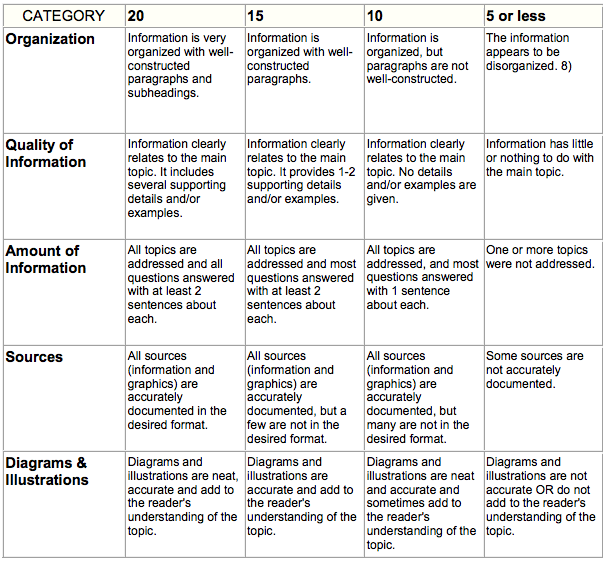 CATEGORY
20
15
10
5 or less
Organization
Information is very
organized with well-
constructed
paragraphs and
subheadings.
Information is
organized with well-
constructed
paragraphs.
Information is
organized, but
paragraphs are not
well-constructed.
The information
appears to be
disorganized. 8)
Quality of
Information
Information clearly
relates to the main
topic. It includes
several supporting
details and/or
examples.
Information clearly
relates to the main
topic. It provides 1-2
supporting details
and/or examples.
Information clearly
relates to the main
topic. No details
and/or examples are
given.
Information has little
or nothing to do with
the main topic.
Amount of
Information
All topics are
addressed and all
questions answered
with at least 2
sentences about
each.
All topics are
addressed and most
questions answered
with at least 2
sentences about
each.
All topics are
addressed, and most
questions answered
with 1 sentence
about each.
One or more topics
were not addressed.
Sources
All sources
(information and
graphics) are
accurately
documented in the
desired format.
All sources
(information and
graphics) are
accurately
documented, but a
few are not in the
desired format.
All sources
(information and
graphics) are
accurately
documented, but
many are not in the
desired format.
Some sources are
not accurately
documented.
Diagrams &
Illustrations
Diagrams and
illustrations are neat,
accurate and add to
the reader's
understanding of the
topic.
Diagrams and
illustrations are
accurate and add to
the reader's
understanding of the
topic.
Diagrams and
illustrations are neat
and accurate and
sometimes add to
the reader's
understanding of the
topic.
Diagrams and
illustrations are not
accurate OR do not
add to the reader's
understanding of the
topic.